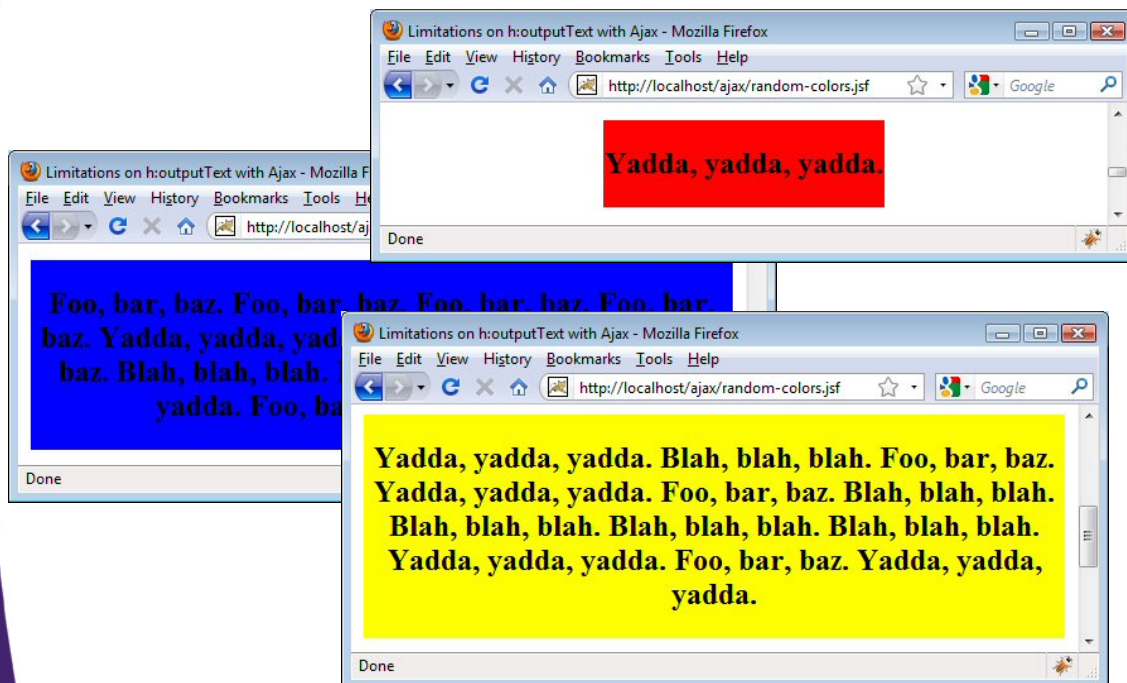 Limitations on h:outputText with Ajax - Mozilla Firefox
File Edit View History Bookmarks Tools Help
http://localhost/ajax/random-colors.jsf Google
Yadda, yadda, yadda.
Done
Limitations on h:outputText with Ajax - Mozilla F
File Edit View History Bookmarks Tools He
http://localhost/aj
Foo, bar, baz. Foo, bar, baz. Foo, bar, baz. Foo, bar,
baz. Yadda, yadda, yad
baz. Blah, blah, blah.
yadda. Foo, ba
Done
Limitations on h:outputText with Ajax - Mozilla Firefox
File Edit View History Bookmarks Tools Help
http://localhost/ajax/random-colors.jsf Google
Yadda, yadda, yadda. Blah, blah, blah. Foo, bar, baz.
Yadda, yadda, yadda. Foo, bar, baz. Blah, blah, blah.
Blah, blah, blah. Blah, blah, blah. Blah, blah, blah.
Yadda, yadda, yadda. Foo, bar, baz. Yadda, yadda,
yadda.
Done